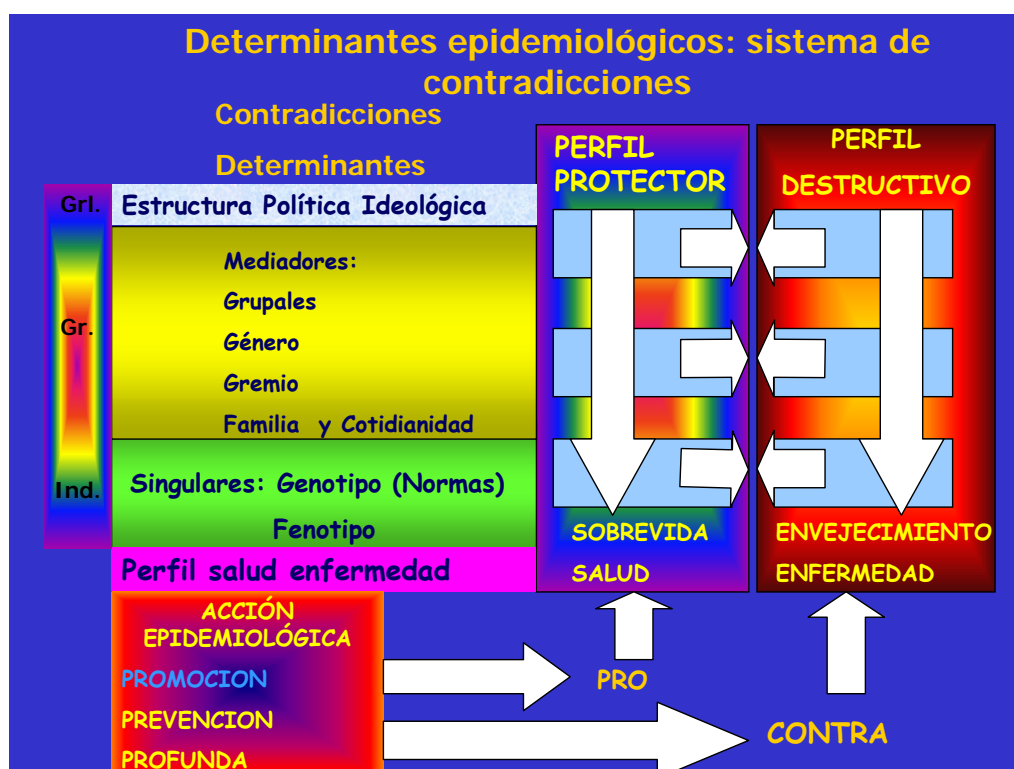 Determinantes epidemiológicos: sistema de
contradicciones
Contradicciones
Determinantes
PERFIL
PROTECTOR
PERFIL
DESTRUCTIVO
Grl.
Estructura Política Ideológica
Mediadores:
Grupales
Gr.
Género
Gremio
Familia y Cotidianidad
Ind.
Singulares: Genotipo (Normas)
Fenotipo
SOBREVIDA
ENVEJECIMIENTO
Perfil salud enfermedad
SALUD
ENFERMEDAD
ACCIÓN
EPIDEMIOLÓGICA
PROMOCION
PRO
PREVENCION
CONTRA
PROFUNDA